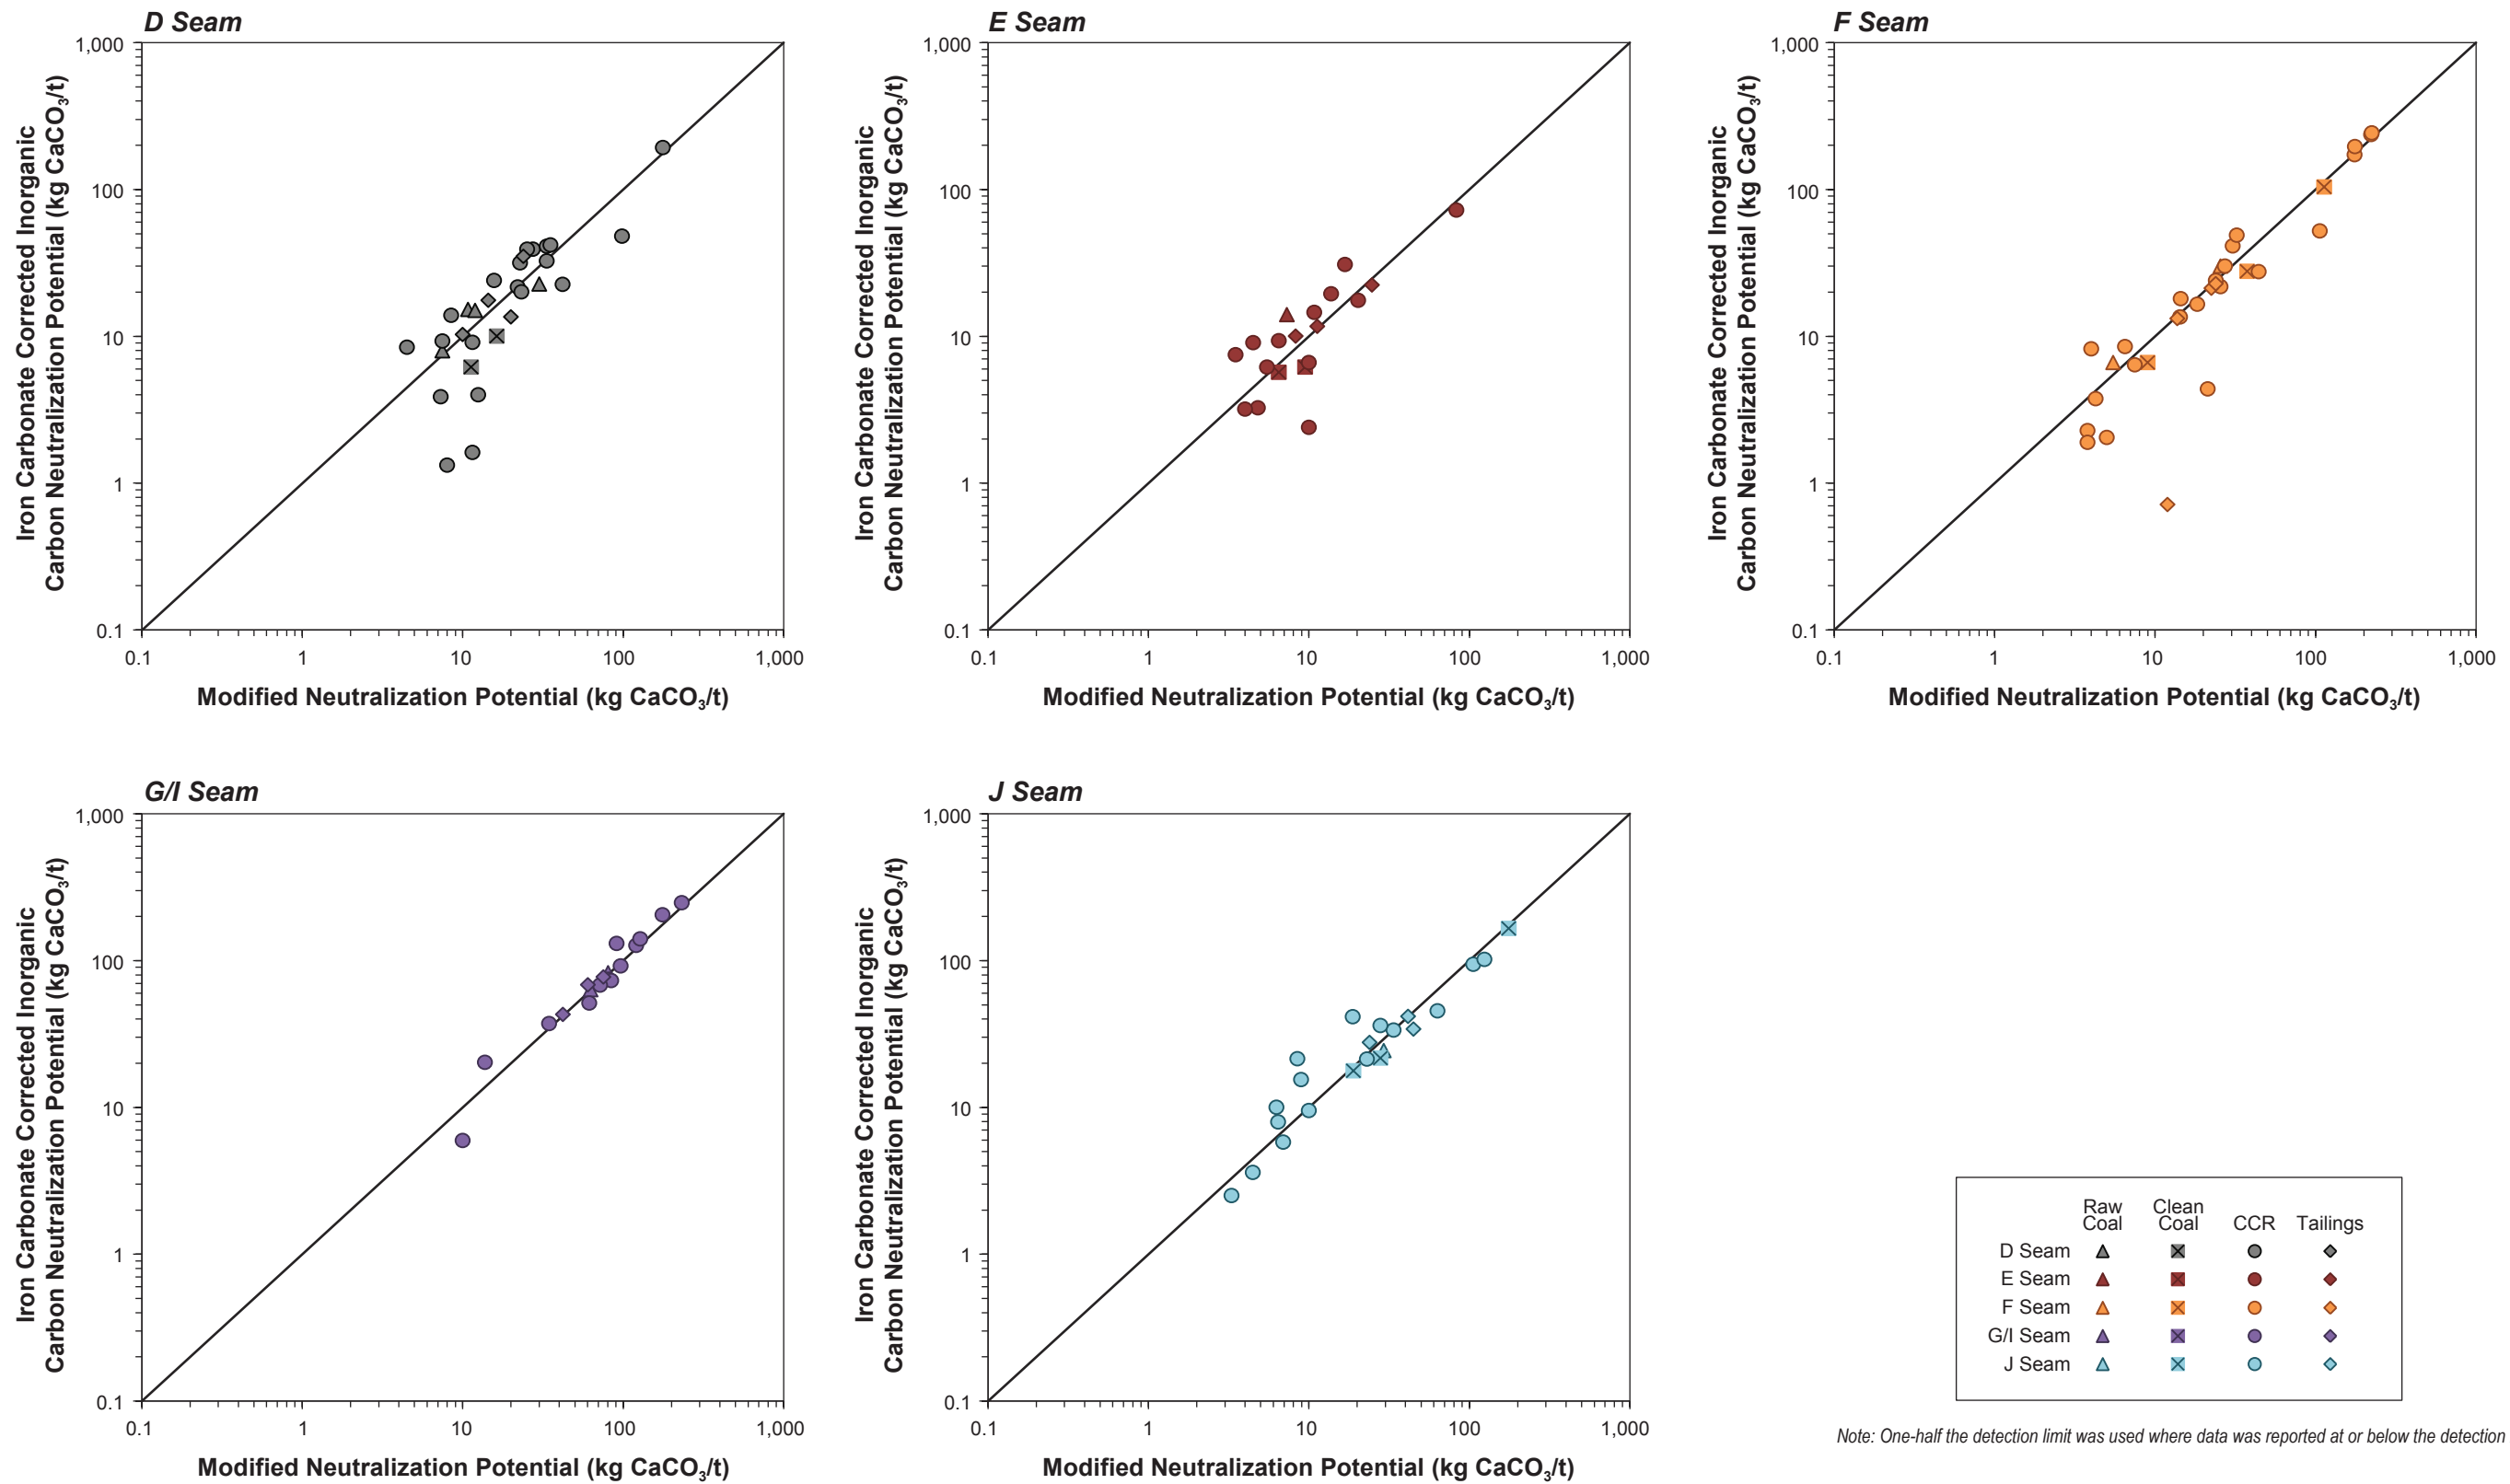 D Seam
1,000
100
10
1
0.1
0.1
1
10
100
1,000
Iron Carbonate Corrected Inorganic
Carbon Neutralization Potential (kg CaCO₃/t)
Modified Neutralization Potential (kg CaCO₃/t)
E Seam
1,000
100
10
1
0.1
0.1
1
10
100
1,000
Iron Carbonate Corrected Inorganic
Carbon Neutralization Potential (kg CaCO₃/t)
Modified Neutralization Potential (kg CaCO₃/t)
F Seam
1,000
100
10
1
0.1
0.1
1
10
100
1,000
Iron Carbonate Corrected Inorganic
Carbon Neutralization Potential (kg CaCO₃/t)
Modified Neutralization Potential (kg CaCO₃/t)
G/I Seam
1,000
100
10
1
0.1
0.1
1
10
100
1,000
Iron Carbonate Corrected Inorganic
Carbon Neutralization Potential (kg CaCO₃/t)
Modified Neutralization Potential (kg CaCO₃/t)
J Seam
1,000
100
10
1
0.1
0.1
1
10
100
1,000
Iron Carbonate Corrected Inorganic
Carbon Neutralization Potential (kg CaCO₃/t)
Modified Neutralization Potential (kg CaCO₃/t)
Raw Clean
Coal Coal CCR Tailings
D Seam
E Seam
F Seam
G/I Seam
J Seam
Note: One-half the detection limit was used where data was reported at or below the detection